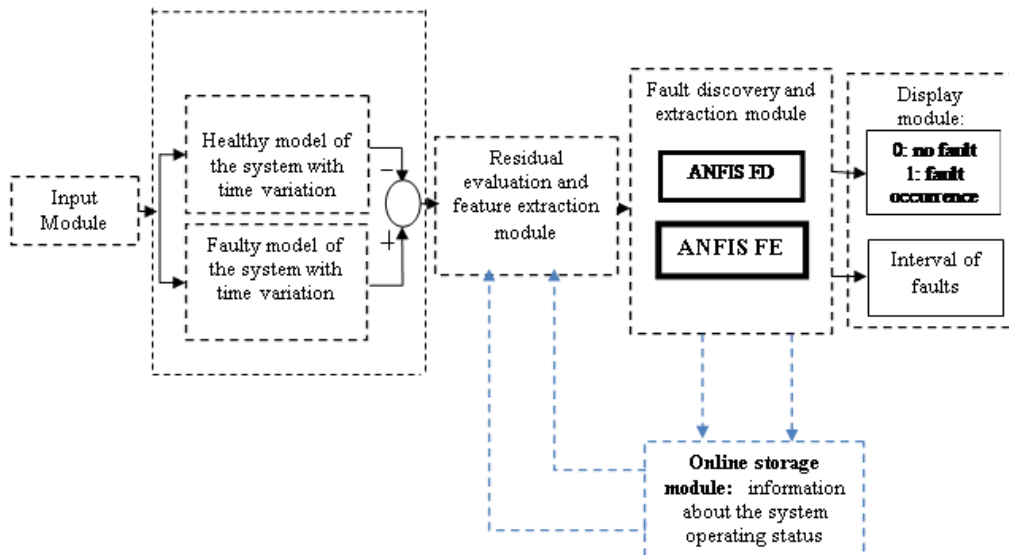 Input
Module
Healthy model of
the system with
time variation
Faulty model of
the system with
time variation
−
+
Residual
evaluation and
feature extraction
module
Fault discovery and
extraction module
ANFIS FD
ANFIS FE
Display
module:
0: no fault
1: fault
occurrence
Interval of
faults
Online storage
module: information
about the system
operating status